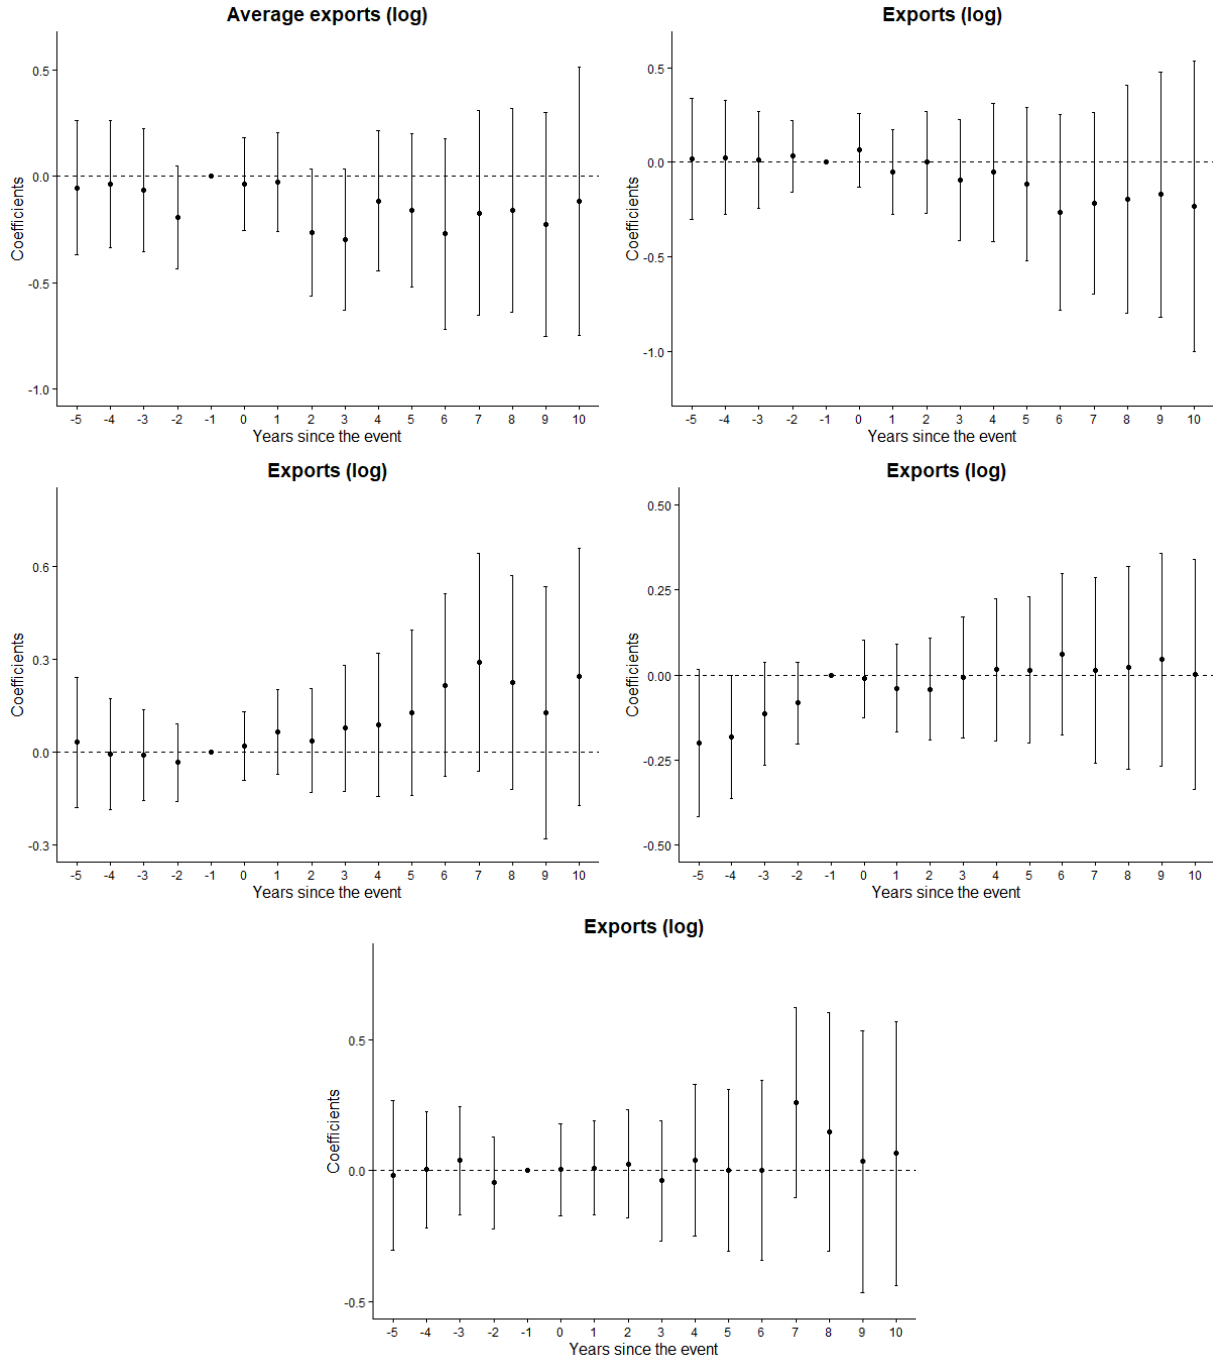 Average exports (log)
0.5
0.0
-0.5
-1.0
Coefficients
-5 -4 -3 -2 -1 0 1 2 3 4 5 6 7 8 9 10
Years since the event
Exports (log)
0.5
0.0
-0.5
-1.0
Coefficients
-5 -4 -3 -2 -1 0 1 2 3 4 5 6 7 8 9 10
Years since the event
Exports (log)
0.6
0.3
0.0
-0.3
Coefficients
-5 -4 -3 -2 -1 0 1 2 3 4 5 6 7 8 9 10
Years since the event
Exports (log)
0.50
0.25
0.00
-0.25
-0.50
Coefficients
-5 -4 -3 -2 -1 0 1 2 3 4 5 6 7 8 9 10
Years since the event
Exports (log)
0.5
0.0
-0.5
Coefficients
-5 -4 -3 -2 -1 0 1 2 3 4 5 6 7 8 9 10
Years since the event